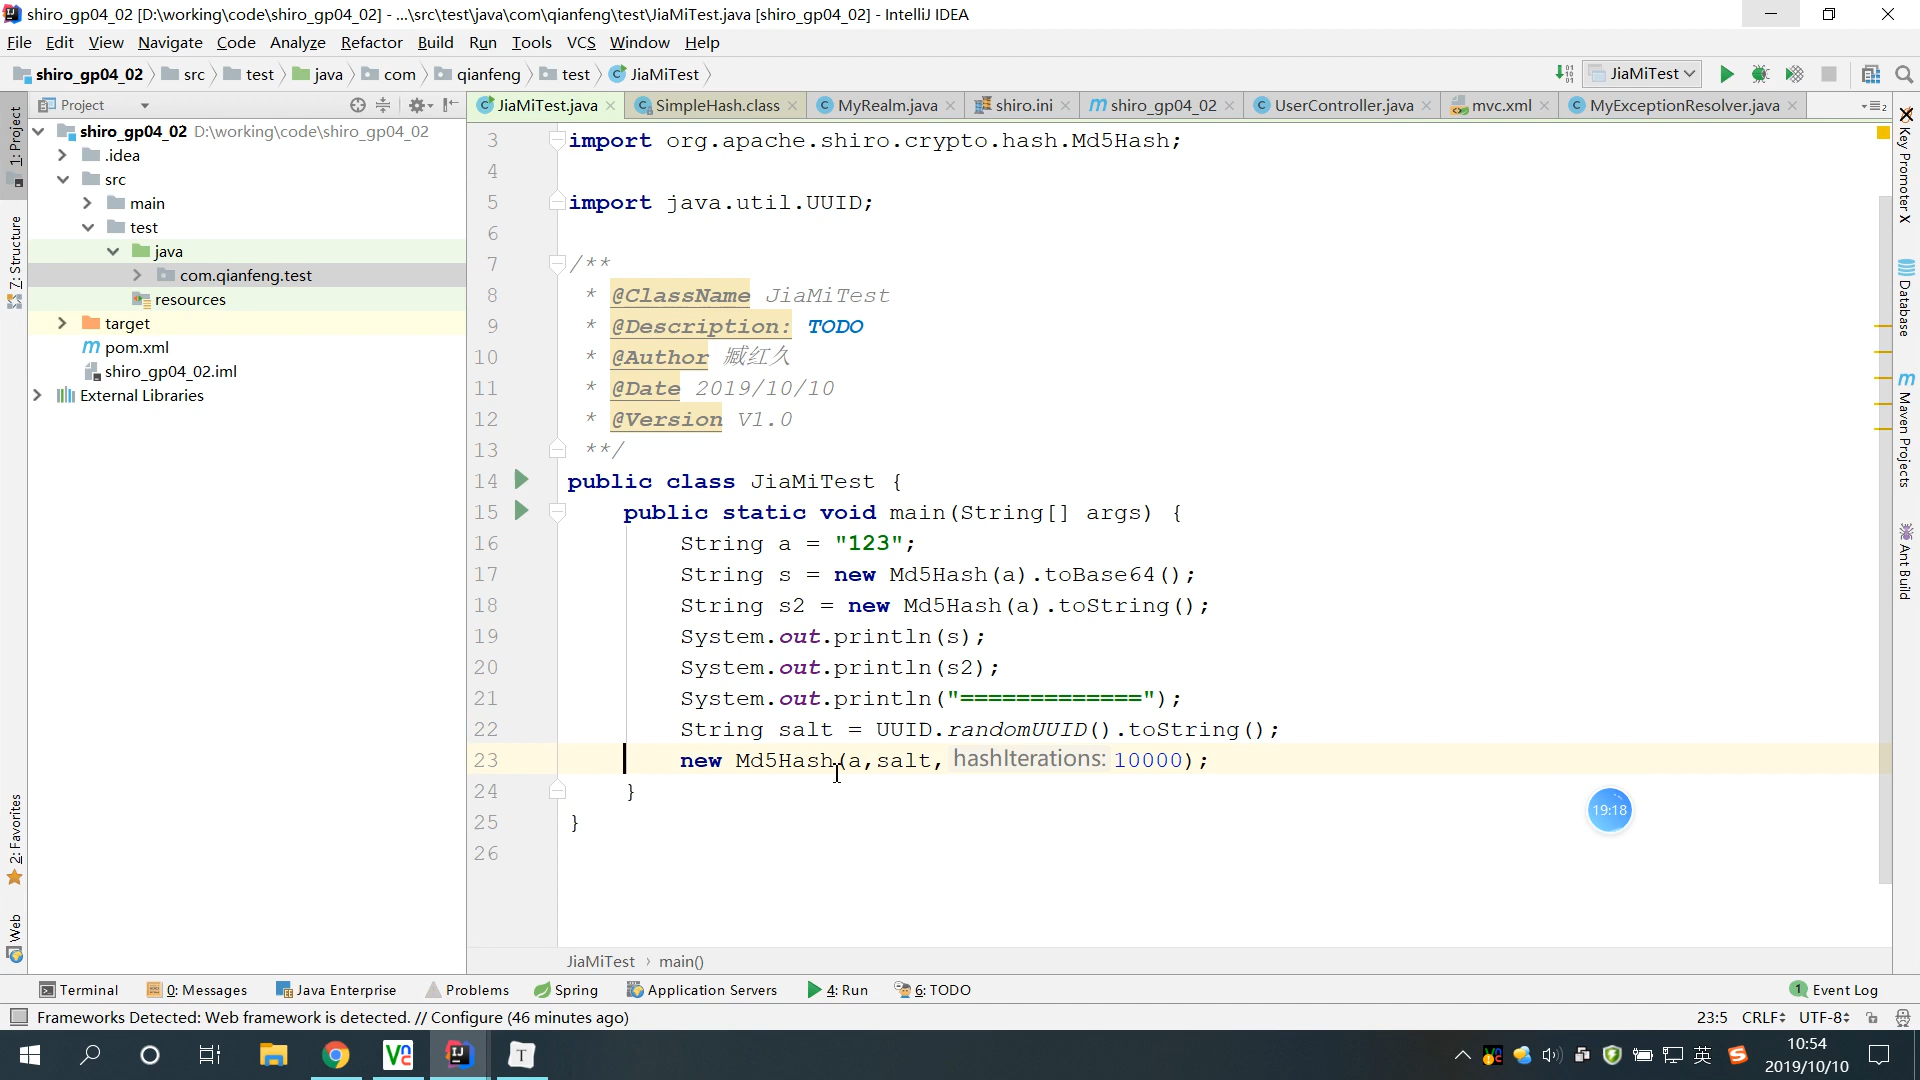 shiro_gp04_02 [D:\working\code\shiro_gp04_02] - ...\src\test\java\com\qianfeng\test\JiaMiTest.java [shiro_gp04_02] - IntelliJ IDEA
File Edit View Navigate Code Analyze Refactor Build Run Tools VCS Window Help
shiro_gp04_02 src test java com qianfeng test JiaMiTest
JiaMiTest
Project
JiaMiTest.java SimpleHash.class MyRealm.java shiro.ini shiro_gp04_02 UserController.java mvc.xml MyExceptionResolver.java
1: Project
7: Structure
2: Favorites
Web
shiro_gp04_02 D:\working\code\shiro_gp04_02
.idea
src
main
test
java
com.qianfeng.test
resources
target
pom.xml
shiro_gp04_02.iml
External Libraries
3 import org.apache.shiro.crypto.hash.Md5Hash;
4
5 import java.util.UUID;
6
7 /**
8 * @ClassName JiaMiTest
9 * @Description: TODO
10 * @Author 臧红久
11 * @Date 2019/10/10
12 * @Version V1.0
13 **/
14 public class JiaMiTest {
15 public static void main(String[] args) {
16 String a = "123";
17 String s = new Md5Hash(a).toBase64();
18 String s2 = new Md5Hash(a).toString();
19 System.out.println(s);
20 System.out.println(s2);
21 System.out.println("=============");
22 String salt = UUID.randomUUID().toString();
23 new Md5Hash(a,salt, hashIterations: 10000);
24 }
25 }
26
19:18
Key Promoter X
Database
Maven Projects
Ant Build
JiaMiTest › main()
Terminal 0: Messages Java Enterprise Problems Spring Application Servers 4: Run 6: TODO
1 Event Log
Frameworks Detected: Web framework is detected. // Configure (46 minutes ago)
23:5 CRLF UTF-8
英
10:54
2019/10/10